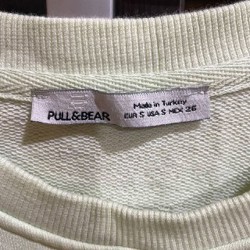 PULL&BEAR
Made in Turkey
EUR S USA S MEX 26